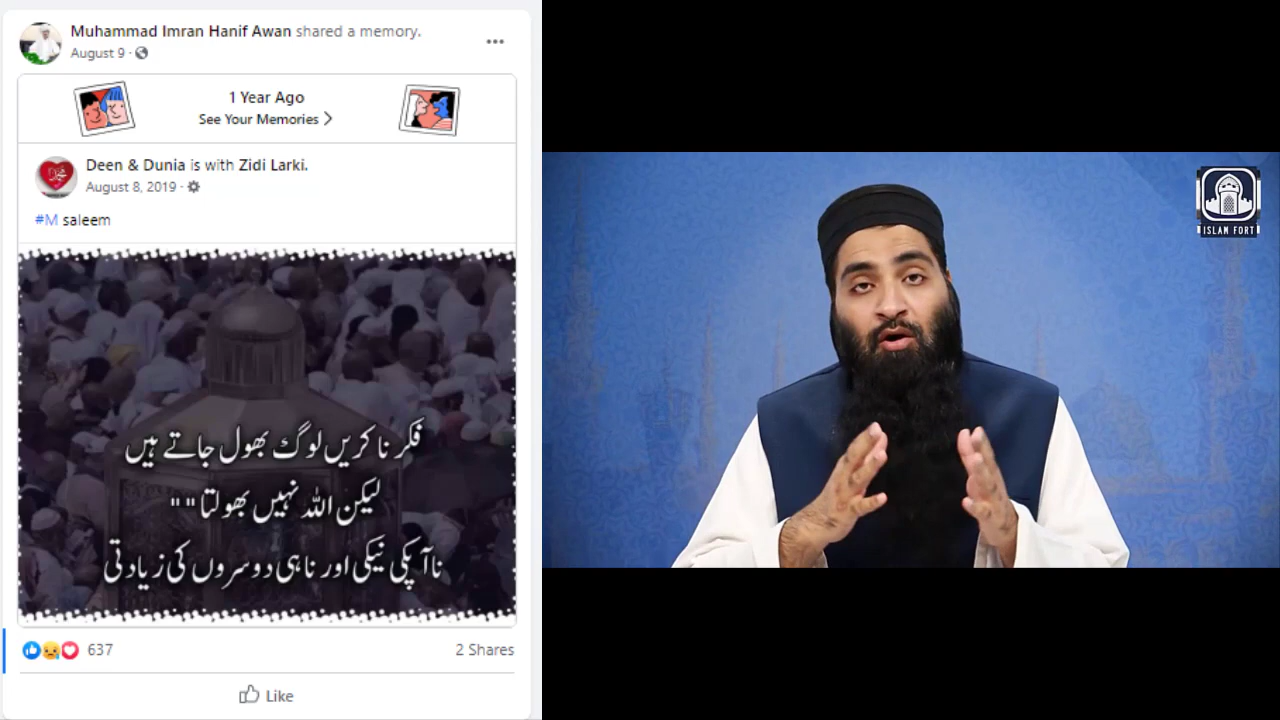 Muhammad Imran Hanif Awan shared a memory.
August 9 ·
1 Year Ago
See Your Memories >
Deen & Dunia is with Zidi Larki.
August 8, 2019 ·
#M saleem
فکر نا کریں لوگ بھول جاتے ہیں
لیکن اللہ نہیں بھولتا " "
نا آپکی نیکی اور نا ہی دوسروں کی زیادتی
637
2 Shares
Like
ISLAM FORT